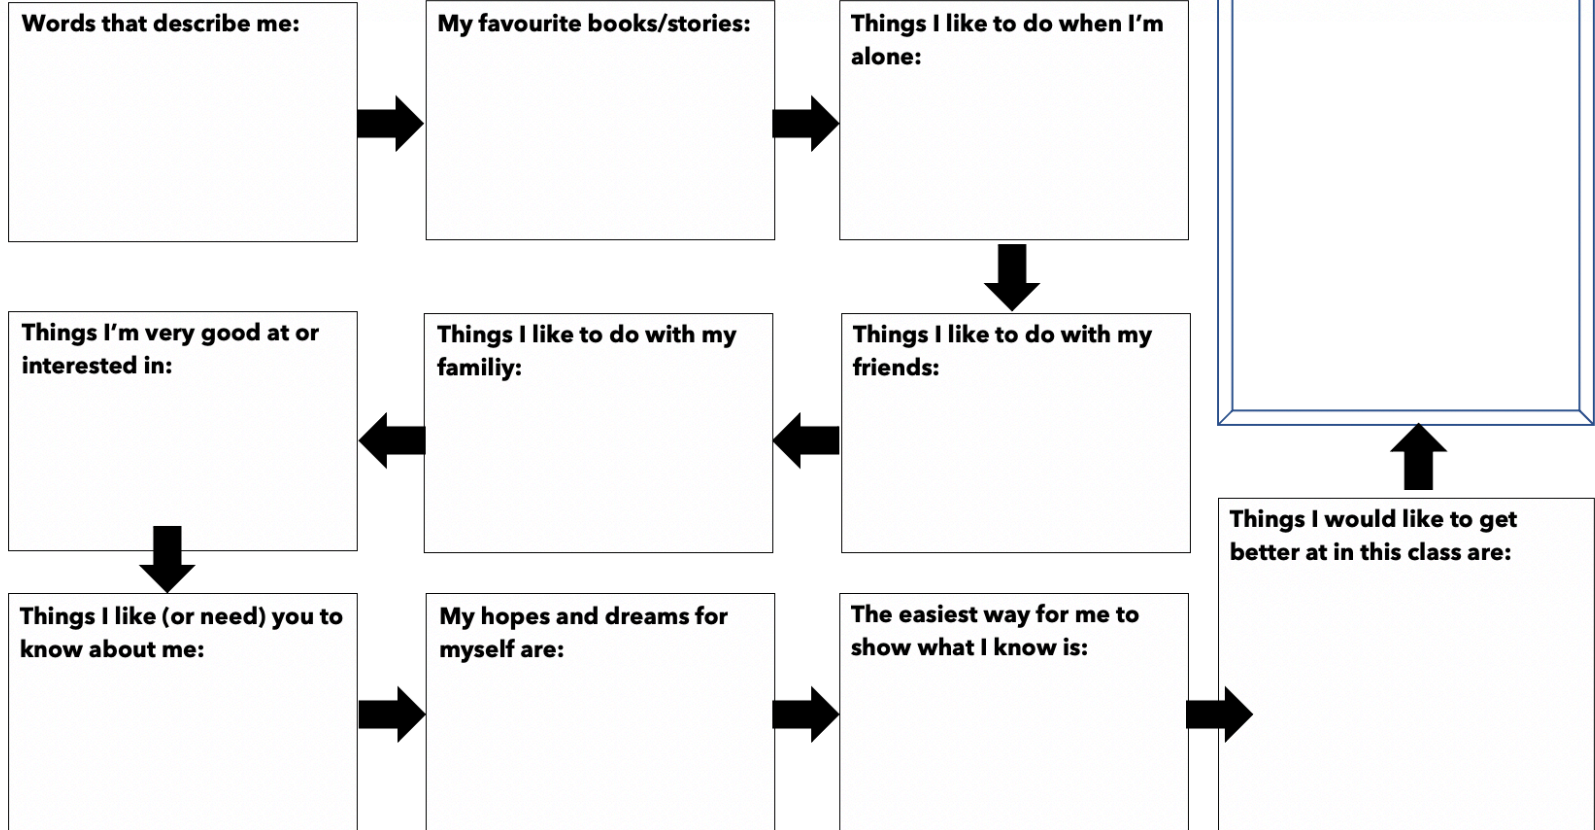 Words that describe me:
My favourite books/stories:
Things I like to do when I’m
alone:
Things I like to do with my
friends:
Things I like to do with my
familiy:
Things I’m very good at or
interested in:
Things I like (or need) you to
know about me:
My hopes and dreams for
myself are:
The easiest way for me to
show what I know is:
Things I would like to get
better at in this class are: